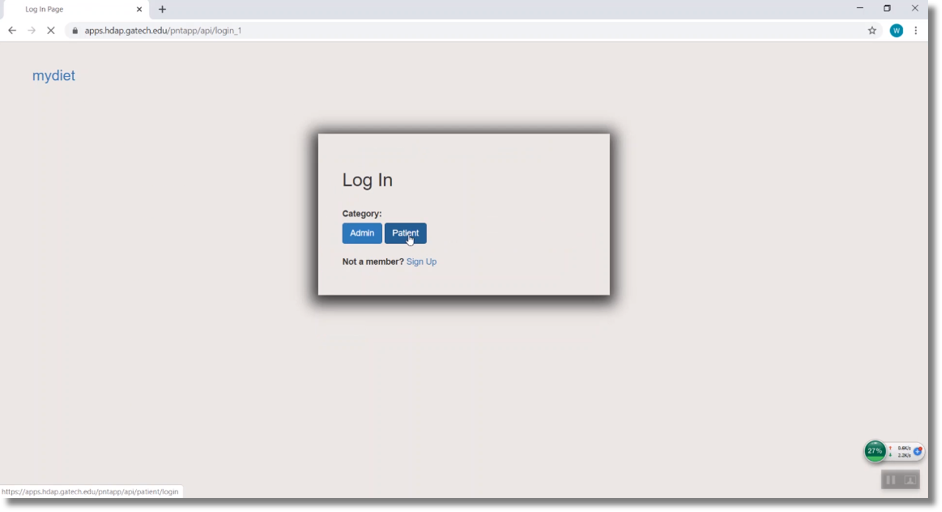 Log In Page
apps.hdap.gatech.edu/pntapp/api/login_1
W
mydiet
Log In
Category:
Admin Patient
Not a member? Sign Up
27%
0.4K/s
2.2K/s
https://apps.hdap.gatech.edu/pntapp/api/patient/login